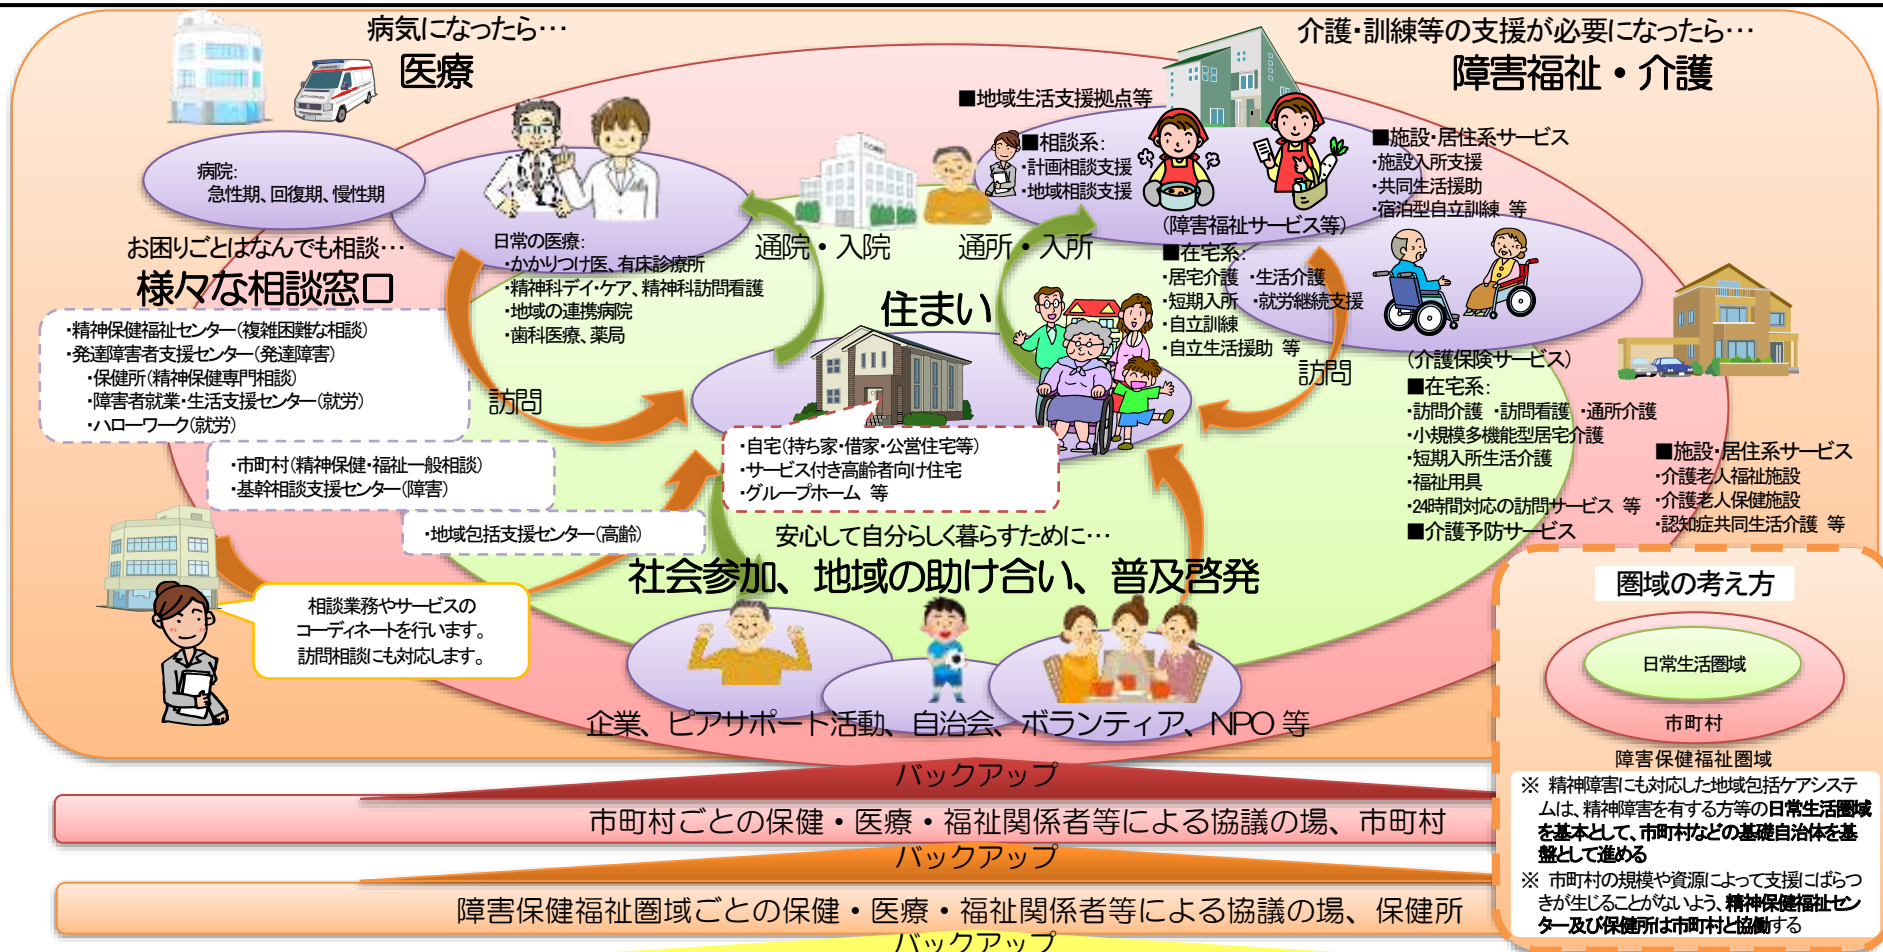 病気になったら…
医療
介護・訓練等の支援が必要になったら…
障害福祉・介護
病院:
急性期、回復期、慢性期
日常の医療:
・かかりつけ医、有床診療所
・精神科デイ・ケア、精神科訪問看護
・地域の連携病院
・歯科医療、薬局
通院・入院
通所・入所
■地域生活支援拠点等
■相談系:
・計画相談支援
・地域相談支援
■施設・居住系サービス
・施設入所支援
・共同生活援助
・宿泊型自立訓練 等
(障害福祉サービス等)
■在宅系:
・居宅介護 ・生活介護
・短期入所 ・就労継続支援
・自立訓練
・自立生活援助 等
お困りごとはなんでも相談…
様々な相談窓口
・精神保健福祉センター(複雑困難な相談)
・発達障害者支援センター(発達障害)
・保健所(精神保健専門相談)
・障害者就業・生活支援センター(就労)
・ハローワーク(就労)
・市町村(精神保健・福祉一般相談)
・基幹相談支援センター(障害)
・地域包括支援センター(高齢)
訪問
住まい
訪問
・自宅(持ち家・借家・公営住宅等)
・サービス付き高齢者向け住宅
・グループホーム 等
(介護保険サービス)
■在宅系:
・訪問介護 ・訪問看護 ・通所介護
・小規模多機能型居宅介護
・短期入所生活介護
・福祉用具
・24時間対応の訪問サービス 等
■介護予防サービス
■施設・居住系サービス
・介護老人福祉施設
・介護老人保健施設
・認知症共同生活介護 等
相談業務やサービスの
コーディネートを行います。
訪問相談にも対応します。
安心して自分らしく暮らすために…
社会参加、地域の助け合い、普及啓発
企業、ピアサポート活動、自治会、ボランティア、NPO 等
バックアップ
市町村ごとの保健・医療・福祉関係者等による協議の場、市町村
バックアップ
障害保健福祉圏域ごとの保健・医療・福祉関係者等による協議の場、保健所
バックアップ
圏域の考え方
日常生活圏域
市町村
障害保健福祉圏域
※ 精神障害にも対応した地域包括ケアシステ
ムは、精神障害を有する方等の日常生活圏域
を基本として、市町村などの基礎自治体を基
盤として進める
※ 市町村の規模や資源によって支援にばらつ
きが生じることがないよう、精神保健福祉セン
ター及び保健所は市町村と協働する